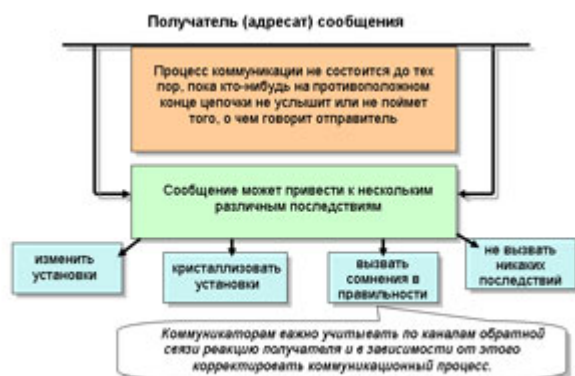 Получатель (адресат) сообщения
Процесс коммуникации не состоится до тех
пор, пока кто-нибудь на противоположном
конце цепочки не услышит или не поймет
того, о чем говорит отправитель
Сообщение может привести к нескольким
различным последствиям
изменить
установки
кристаллизовать
установки
вызвать
сомнения в
правильности
не вызвать
никаких
последствий
Коммуникаторам важно учитывать по каналам обратной
связи реакцию получателя и в зависимости от этого
корректировать коммуникационный процесс.